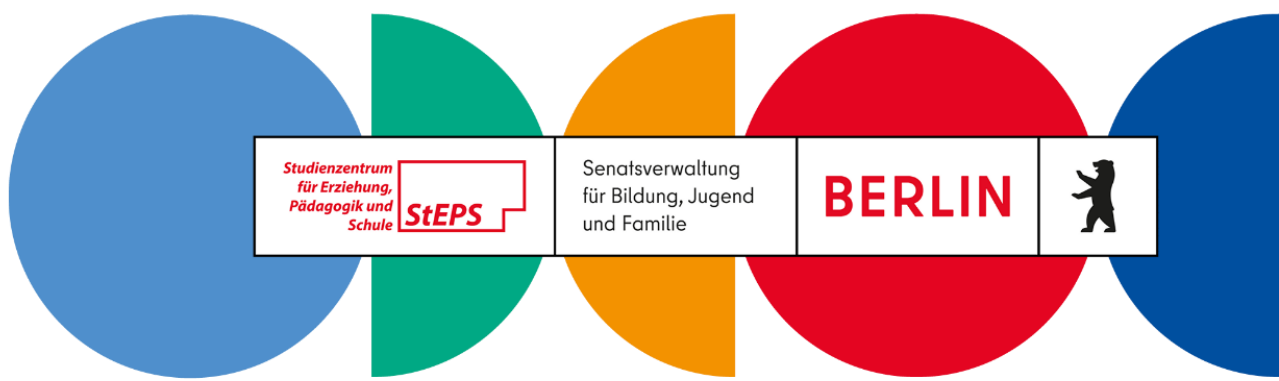 Studienzentrum
für Erziehung,
Pädagogik und
Schule
StEPS
Senatsverwaltung
für Bildung, Jugend
und Familie
BERLIN